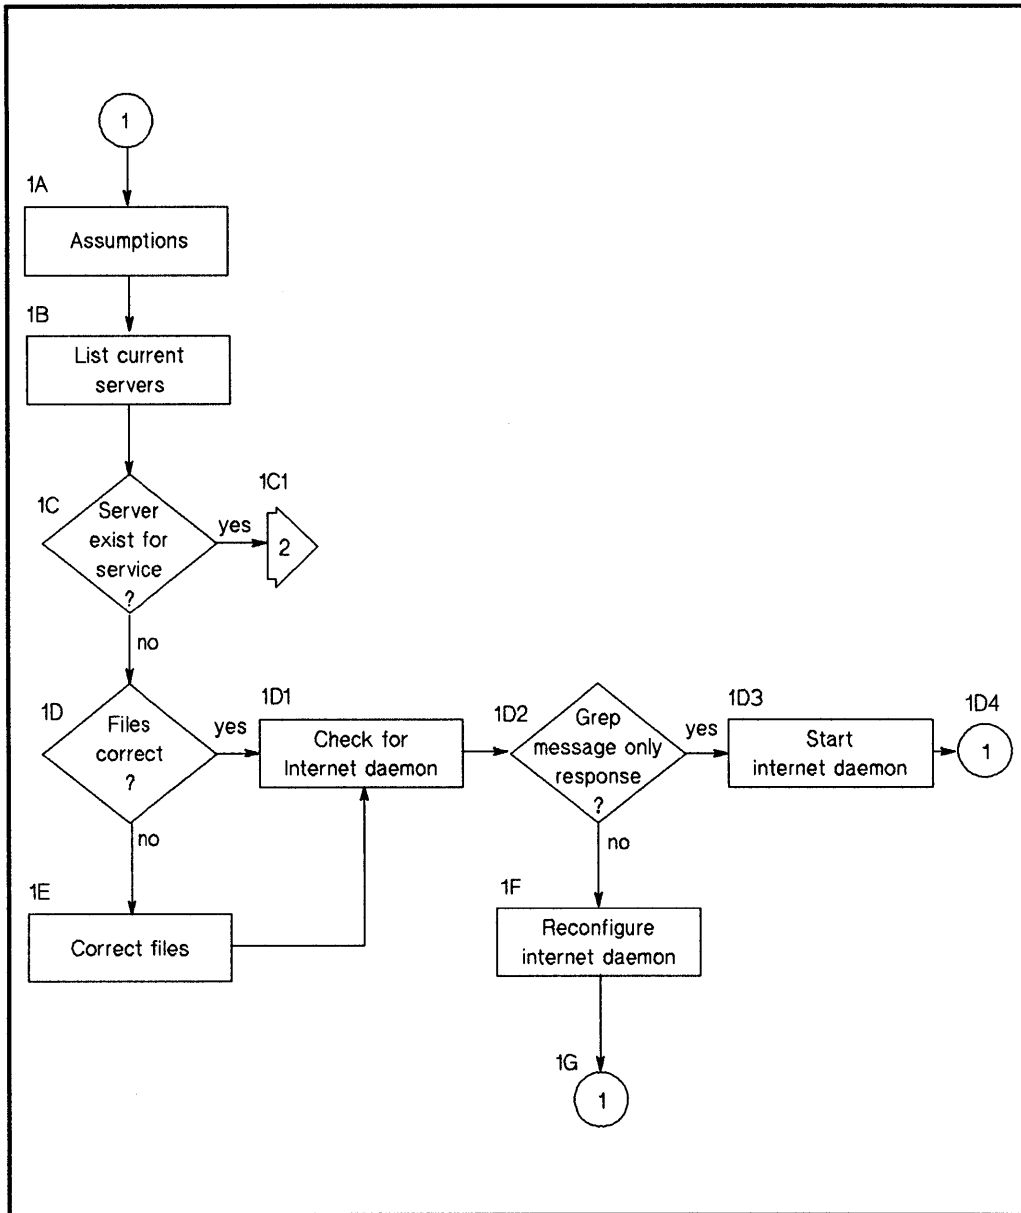 1
1A
Assumptions
1B
List current
servers
1C
Server
exist for
service
?
yes
1C1
2
no
1D
Files
correct
?
yes
1D1
Check for
Internet daemon
1D2
Grep
message only
response
?
yes
1D3
Start
internet daemon
1D4
1
no
no
1E
Correct files
1F
Reconfigure
internet daemon
1G
1